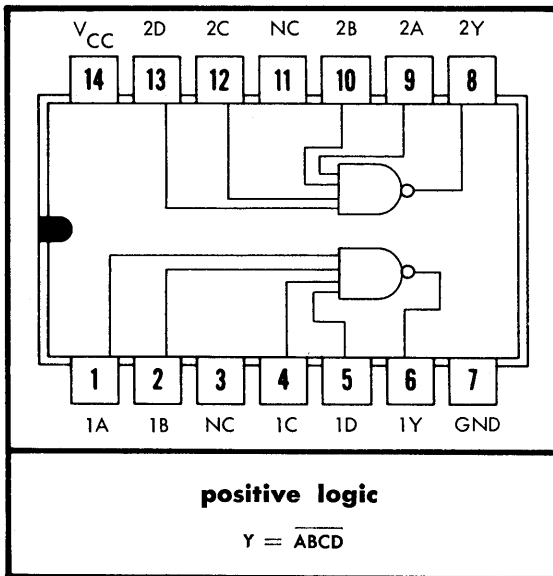 VCC 2D 2C NC 2B 2A 2Y
14 13 12 11 10 9 8
1 2 3 4 5 6 7
1A 1B NC 1C 1D 1Y GND
positive logic
Y = A̅B̅C̅D̅